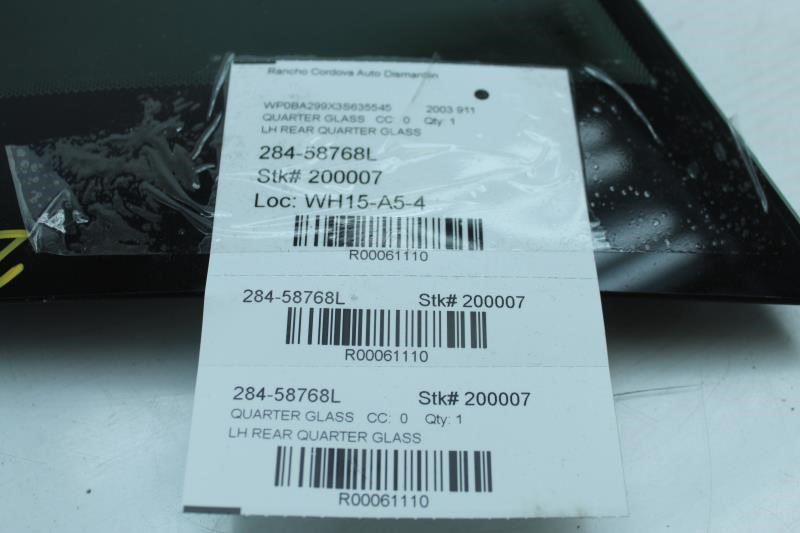 Rancho Cordova Auto Dismantlin
WP0BA299X3S635545 2003 911
QUARTER GLASS CC: 0 Qty: 1
LH REAR QUARTER GLASS
284-58768L
Stk# 200007
Loc: WH15-A5-4
R00061110
284-58768L Stk# 200007
R00061110
284-58768L Stk# 200007
QUARTER GLASS CC: 0 Qty: 1
LH REAR QUARTER GLASS
R00061110